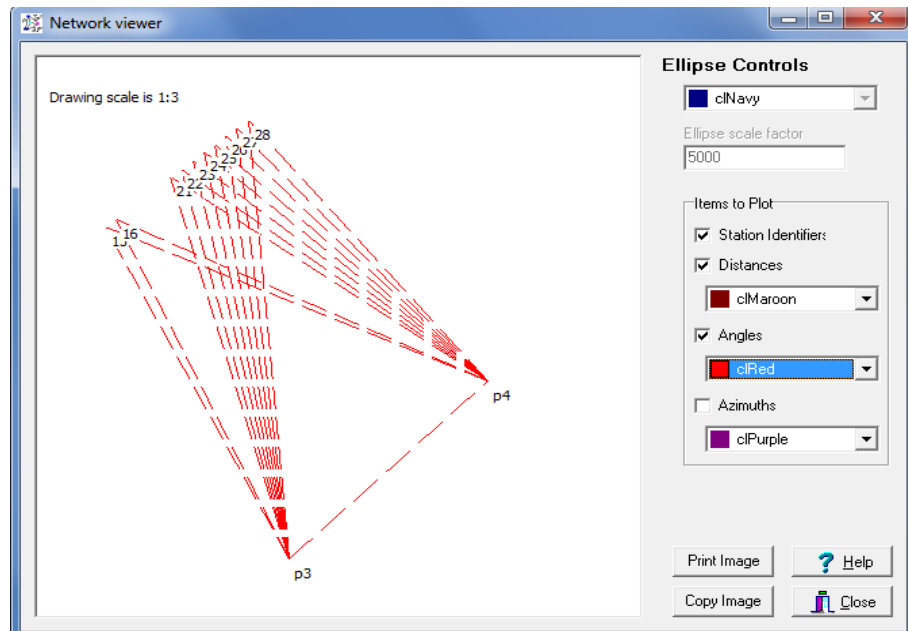 Network viewer
Drawing scale is 1:3
28
27
26
25
24
23
22
21
16
15
p4
p3
Ellipse Controls
clNavy
Ellipse scale factor
5000
Items to Plot
Station Identifiers
Distances
clMaroon
Angles
clRed
Azimuths
clPurple
Print Image
? Help
Copy Image
Close